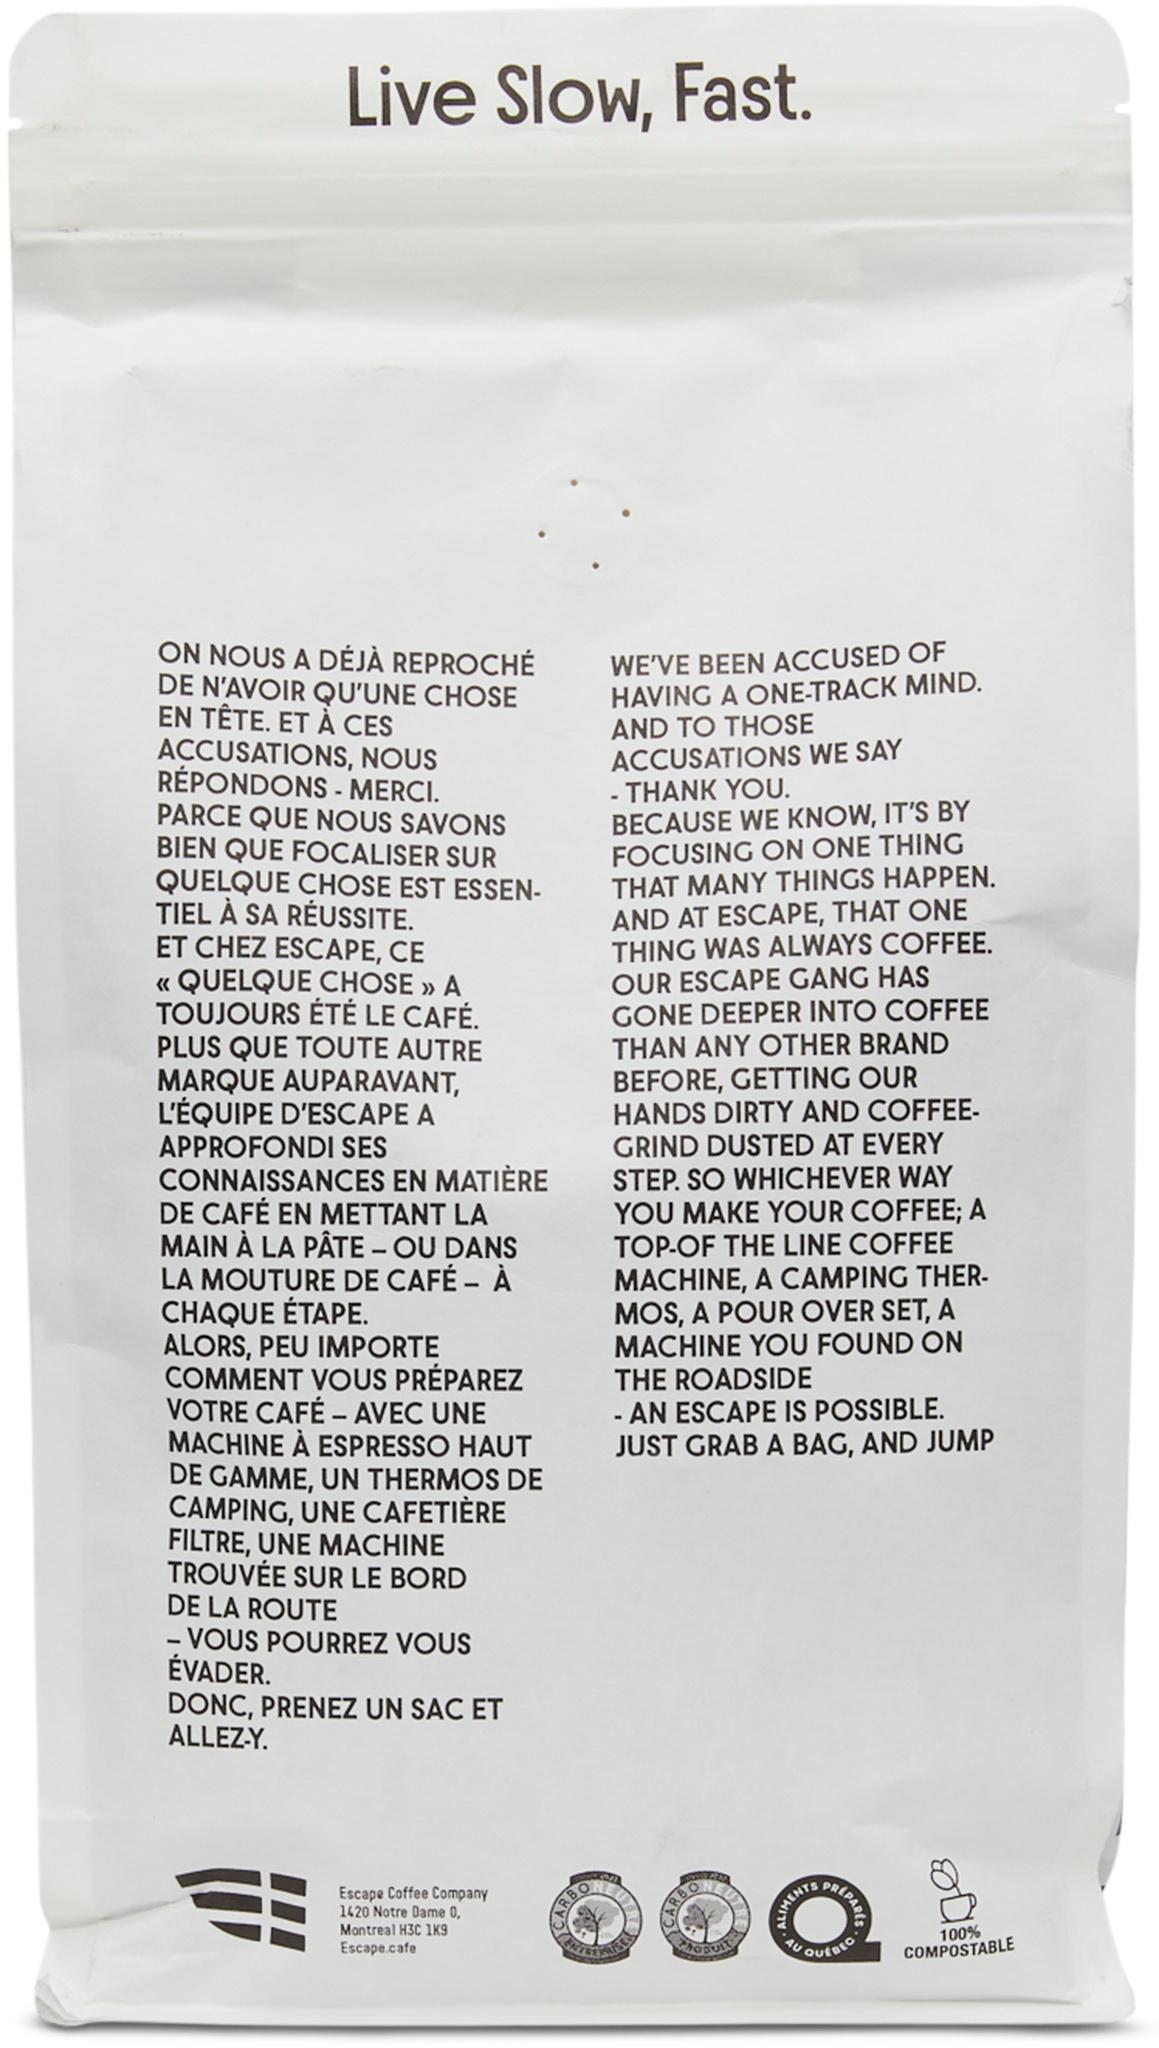 Live Slow, Fast.
ON NOUS A DÉJÀ REPROCHÉ
DE N'AVOIR QU'UNE CHOSE
EN TÊTE. ET À CES
ACCUSATIONS, NOUS
RÉPONDONS - MERCI.
PARCE QUE NOUS SAVONS
BIEN QUE FOCALISER SUR
QUELQUE CHOSE EST ESSEN-
TIEL À SA RÉUSSITE.
ET CHEZ ESCAPE, CE
« QUELQUE CHOSE » A
TOUJOURS ÉTÉ LE CAFÉ.
PLUS QUE TOUTE AUTRE
MARQUE AUPARAVANT,
L'ÉQUIPE D'ESCAPE A
APPROFONDI SES
CONNAISSANCES EN MATIÈRE
DE CAFÉ EN METTANT LA
MAIN À LA PÂTE – OU DANS
LA MOUTURE DE CAFÉ – À
CHAQUE ÉTAPE.
ALORS, PEU IMPORTE
COMMENT VOUS PRÉPAREZ
VOTRE CAFÉ – AVEC UNE
MACHINE À ESPRESSO HAUT
DE GAMME, UN THERMOS DE
CAMPING, UNE CAFETIÈRE
FILTRE, UNE MACHINE
TROUVÉE SUR LE BORD
DE LA ROUTE
– VOUS POURREZ VOUS
ÉVADER.
DONC, PRENEZ UN SAC ET
ALLEZ-Y.
WE'VE BEEN ACCUSED OF
HAVING A ONE-TRACK MIND.
AND TO THOSE
ACCUSATIONS WE SAY
- THANK YOU.
BECAUSE WE KNOW, IT'S BY
FOCUSING ON ONE THING
THAT MANY THINGS HAPPEN.
AND AT ESCAPE, THAT ONE
THING WAS ALWAYS COFFEE.
OUR ESCAPE GANG HAS
GONE DEEPER INTO COFFEE
THAN ANY OTHER BRAND
BEFORE, GETTING OUR
HANDS DIRTY AND COFFEE-
GRIND DUSTED AT EVERY
STEP. SO WHICHEVER WAY
YOU MAKE YOUR COFFEE; A
TOP-OF THE LINE COFFEE
MACHINE, A CAMPING THER-
MOS, A POUR OVER SET, A
MACHINE YOU FOUND ON
THE ROADSIDE
- AN ESCAPE IS POSSIBLE.
JUST GRAB A BAG, AND JUMP
Escape Coffee Company
1420 Notre Dame O,
Montreal H3C 1K9
Escape.cafe
CARBONEUTRE
ENTREPRISE
CARBONEUTRE
PRODUIT
ALIMENTS PRÉPARÉS
AU QUÉBEC
100%
COMPOSTABLE